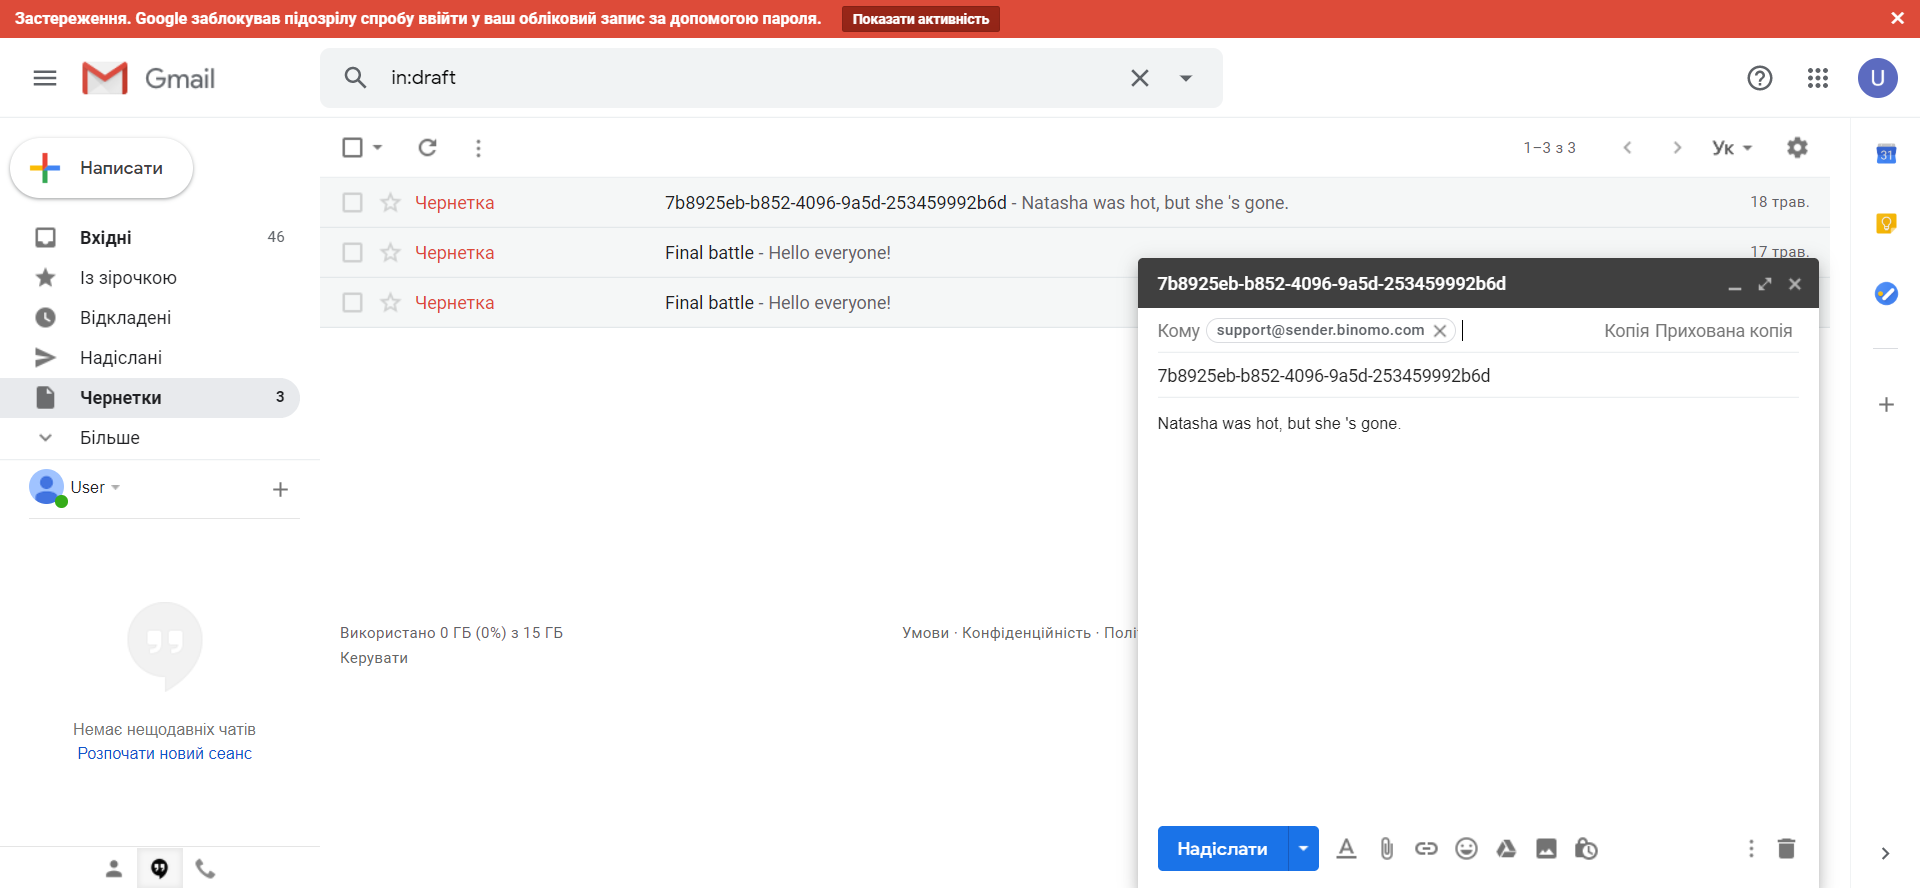 Застереження. Google заблокував підозрілу спробу ввійти у ваш обліковий запис за допомогою пароля. Показати активність
Gmail
in:draft
U
Написати
1–3 з 3
Ук
31
Чернетка 7b8925eb-b852-4096-9a5d-253459992b6d - Natasha was hot, but she 's gone. 18 трав.
Чернетка Final battle - Hello everyone! 17 трав.
Чернетка Final battle - Hello everyone!
Вхідні 46
Із зірочкою
Відкладені
Надіслані
Чернетки 3
Більше
User
Немає нещодавніх чатів
Розпочати новий сеанс
Використано 0 ГБ (0%) з 15 ГБ
Керувати
Умови · Конфіденційність ·
7b8925eb-b852-4096-9a5d-253459992b6d
Кому support@sender.binomo.com Копія Прихована копія
7b8925eb-b852-4096-9a5d-253459992b6d
Natasha was hot, but she 's gone.
Надіслати